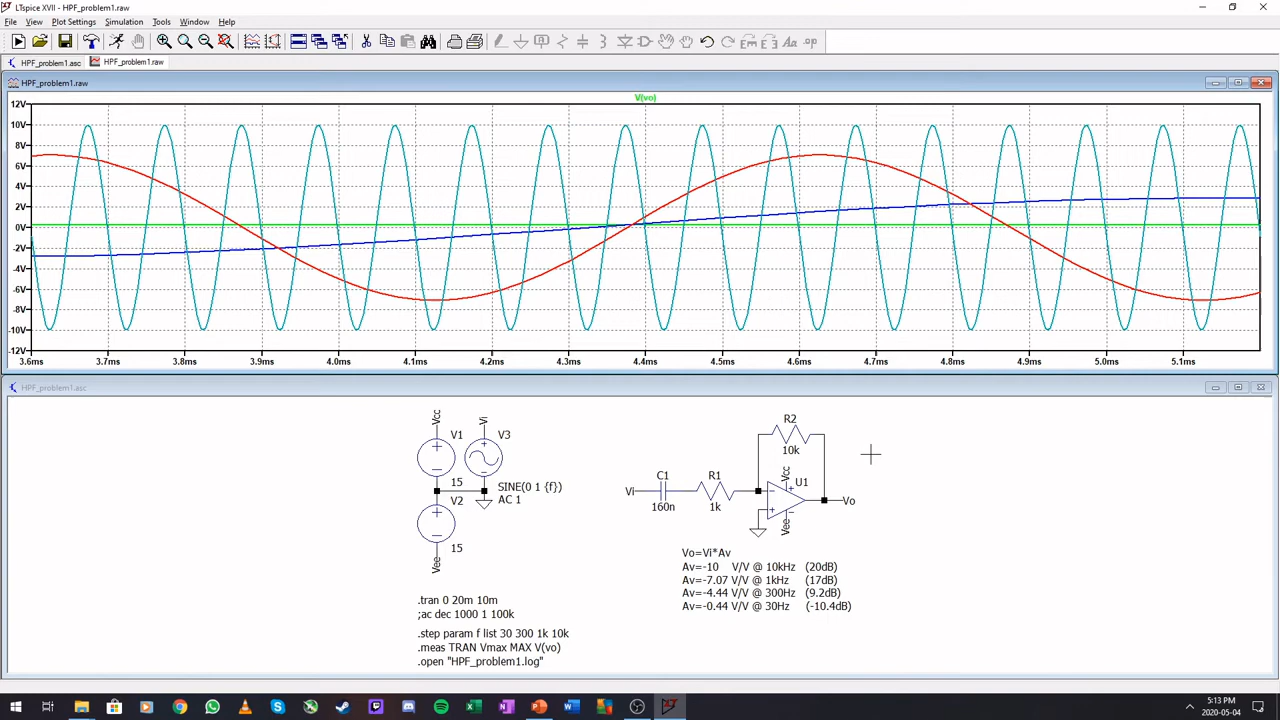 LTspice XVII - HPF_problem1.raw
File View Plot Settings Simulation Tools Window Help
HPF_problem1.asc HPF_problem1.raw
HPF_problem1.raw
V(vo)
12V
10V
8V
6V
4V
2V
0V
-2V
-4V
-6V
-8V
-10V
-12V
3.6ms 3.7ms 3.8ms 3.9ms 4.0ms 4.1ms 4.2ms 4.3ms 4.4ms 4.5ms 4.6ms 4.7ms 4.8ms 4.9ms 5.0ms 5.1ms
HPF_problem1.asc
Vcc Vi
V1 V3
15
SINE(0 1 {f})
AC 1
V2
15
Vee
R2
10k
C1 R1
Vcc
U1
Vi
Vo
160n 1k
Vee
Vo=Vi*Av
Av=-10 V/V @ 10kHz (20dB)
Av=-7.07 V/V @ 1kHz (17dB)
Av=-4.44 V/V @ 300Hz (9.2dB)
Av=-0.44 V/V @ 30Hz (-10.4dB)
.tran 0 20m 10m
;ac dec 1000 1 100k
.step param f list 30 300 1k 10k
.meas TRAN Vmax MAX V(vo)
.open "HPF_problem1.log"
5:13 PM
2020-05-04